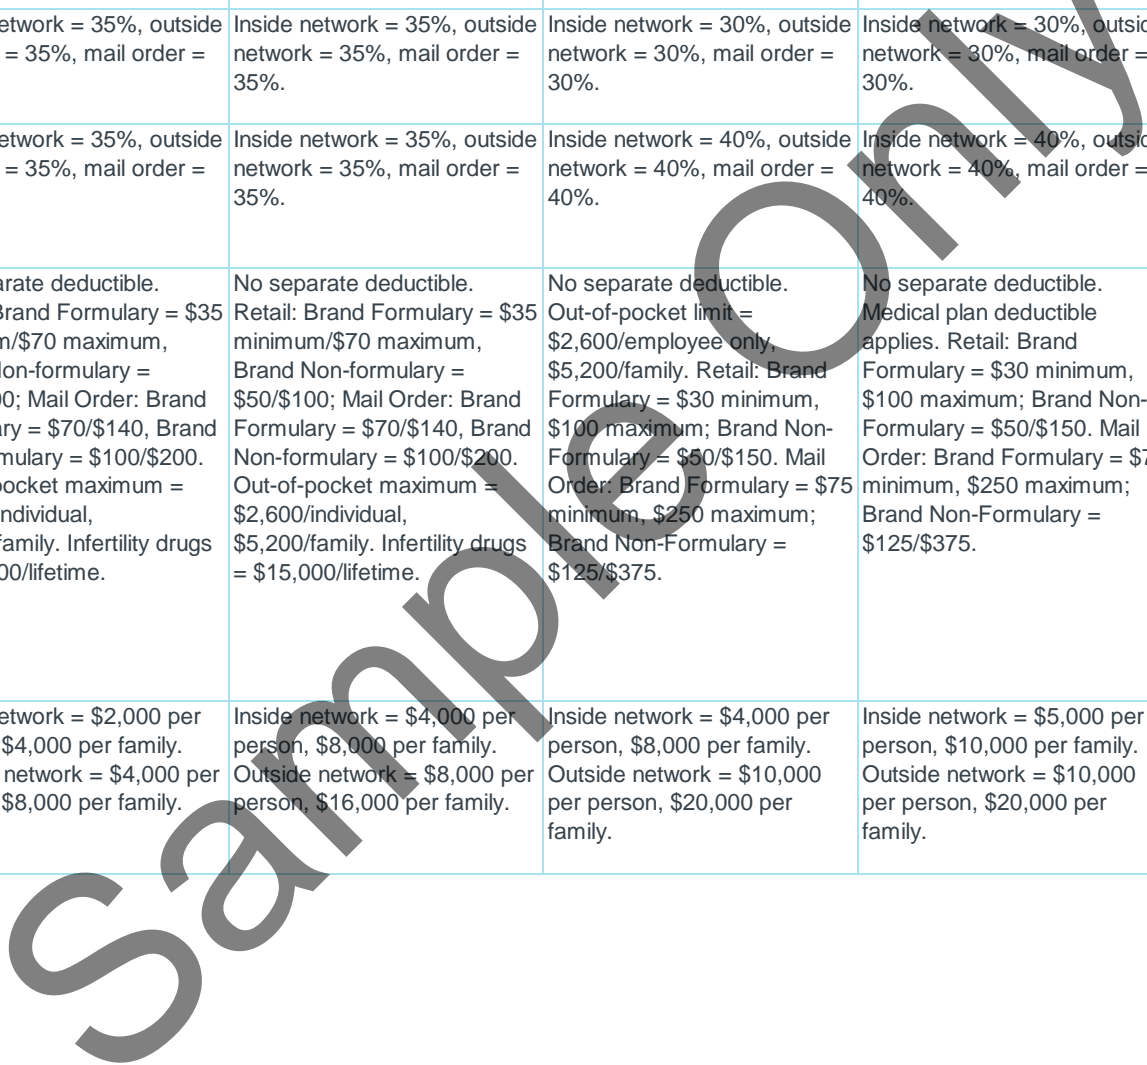 etwork = 35%, outside
= 35%, mail order =
Inside network = 35%, outside
network = 35%, mail order =
35%.
Inside network = 30%, outside
network = 30%, mail order =
30%.
Inside network = 30%, outsid
network = 30%, mail order =
30%.
etwork = 35%, outside
= 35%, mail order =
Inside network = 35%, outside
network = 35%, mail order =
35%.
Inside network = 40%, outside
network = 40%, mail order =
40%.
Inside network = 40%, outsid
network = 40%, mail order =
40%.
arate deductible.
Brand Formulary = $35
m/$70 maximum,
Non-formulary =
00; Mail Order: Brand
ary = $70/$140, Brand
mulary = $100/$200.
pocket maximum =
individual,
family. Infertility drugs
00/lifetime.
No separate deductible.
Retail: Brand Formulary = $35
minimum/$70 maximum,
Brand Non-formulary =
$50/$100; Mail Order: Brand
Formulary = $70/$140, Brand
Non-formulary = $100/$200.
Out-of-pocket maximum =
$2,600/individual,
$5,200/family. Infertility drugs
= $15,000/lifetime.
No separate deductible.
Out-of-pocket limit =
$2,600/employee only,
$5,200/family. Retail: Brand
Formulary = $30 minimum,
$100 maximum; Brand Non-
Formulary = $50/$150. Mail
Order: Brand Formulary = $75
minimum, $250 maximum;
Brand Non-Formulary =
$125/$375.
No separate deductible.
Medical plan deductible
applies. Retail: Brand
Formulary = $30 minimum,
$100 maximum; Brand Non-
Formulary = $50/$150. Mail
Order: Brand Formulary = $7
minimum, $250 maximum;
Brand Non-Formulary =
$125/$375.
etwork = $2,000 per
$4,000 per family.
network = $4,000 per
$8,000 per family.
Inside network = $4,000 per
person, $8,000 per family.
Outside network = $8,000 per
person, $16,000 per family.
Inside network = $4,000 per
person, $8,000 per family.
Outside network = $10,000
per person, $20,000 per
family.
Inside network = $5,000 per
person, $10,000 per family.
Outside network = $10,000
per person, $20,000 per
family.
Sample Only